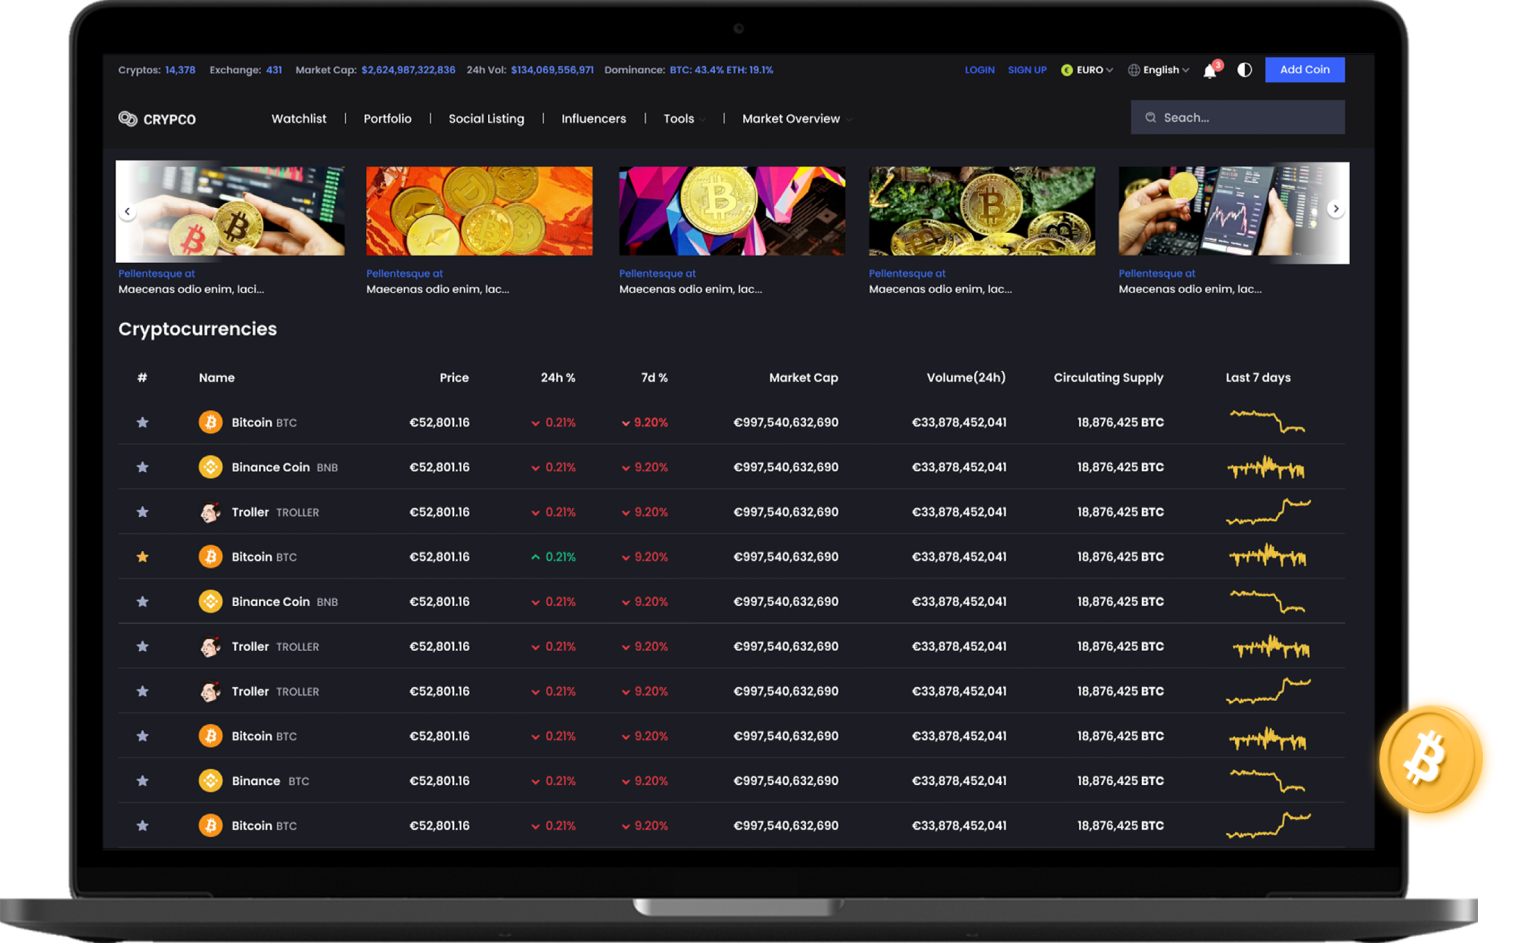 Cryptos: 14,378 Exchange: 431 Market Cap: $2,624,987,322,836 24h Vol: $134,069,556,971 Dominance: BTC: 43.4% ETH: 19.1% LOGIN SIGN UP EURO English 3 Add Coin
CRYPCO Watchlist | Portfolio | Social Listing | Influencers | Tools | Market Overview Seach...
Pellentesque at Pellentesque at Pellentesque at Pellentesque at Pellentesque at
Maecenas odio enim, laci... Maecenas odio enim, lac... Maecenas odio enim, lac... Maecenas odio enim, lac... Maecenas odio enim, lac...
Cryptocurrencies
# Name Price 24h % 7d % Market Cap Volume(24h) Circulating Supply Last 7 days
Bitcoin BTC €52,801.16 0.21% 9.20% €997,540,632,690 €33,878,452,041 18,876,425 BTC
Binance Coin BNB €52,801.16 0.21% 9.20% €997,540,632,690 €33,878,452,041 18,876,425 BTC
Troller TROLLER €52,801.16 0.21% 9.20% €997,540,632,690 €33,878,452,041 18,876,425 BTC
Bitcoin BTC €52,801.16 0.21% 9.20% €997,540,632,690 €33,878,452,041 18,876,425 BTC
Binance Coin BNB €52,801.16 0.21% 9.20% €997,540,632,690 €33,878,452,041 18,876,425 BTC
Troller TROLLER €52,801.16 0.21% 9.20% €997,540,632,690 €33,878,452,041 18,876,425 BTC
Troller TROLLER €52,801.16 0.21% 9.20% €997,540,632,690 €33,878,452,041 18,876,425 BTC
Bitcoin BTC €52,801.16 0.21% 9.20% €997,540,632,690 €33,878,452,041 18,876,425 BTC
Binance BTC €52,801.16 0.21% 9.20% €997,540,632,690 €33,878,452,041 18,876,425 BTC
Bitcoin BTC €52,801.16 0.21% 9.20% €997,540,632,690 €33,878,452,041 18,876,425 BTC